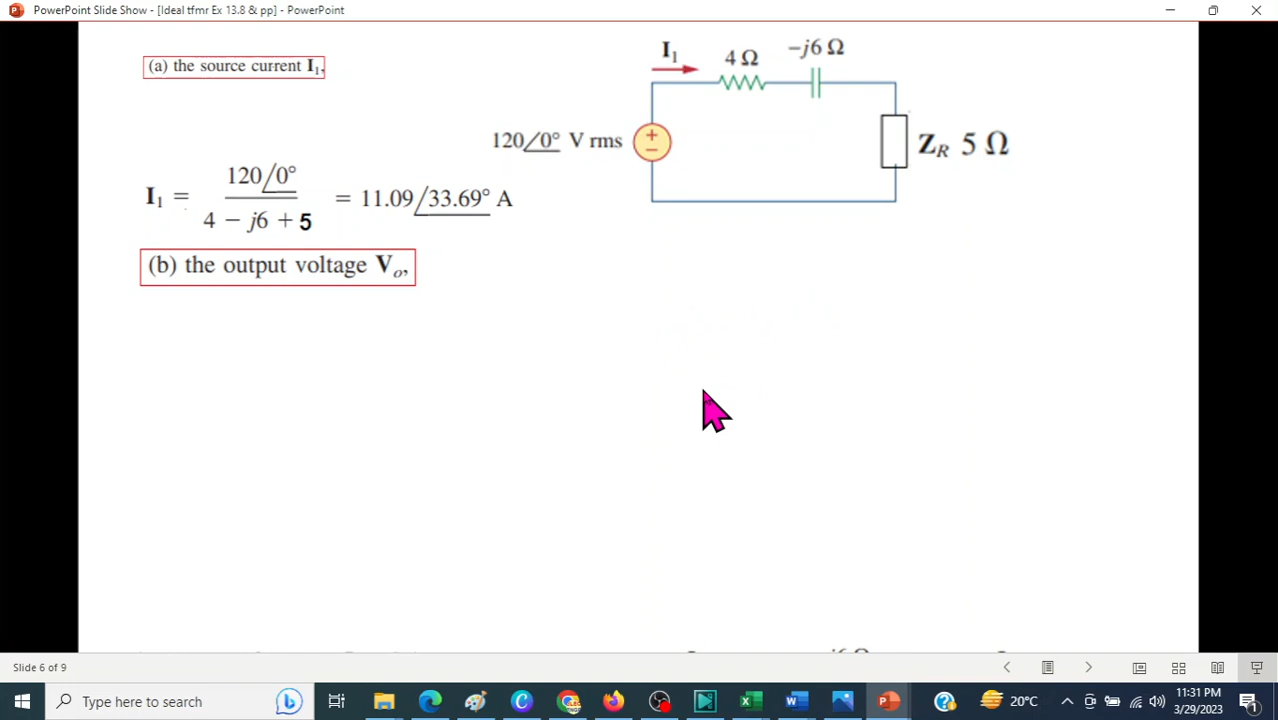 PowerPoint Slide Show - [Ideal tfmr Ex 13.8 & pp] - PowerPoint
(a) the source current I₁,
I₁
4 Ω
−j6 Ω
120∠0° V rms
+
−
Z_R 5 Ω
I₁ = 120∠0° / (4 − j6 + 5) = 11.09∠33.69° A
(b) the output voltage Vₒ,
Slide 6 of 9
Type here to search
20°C
11:31 PM
3/29/2023
1